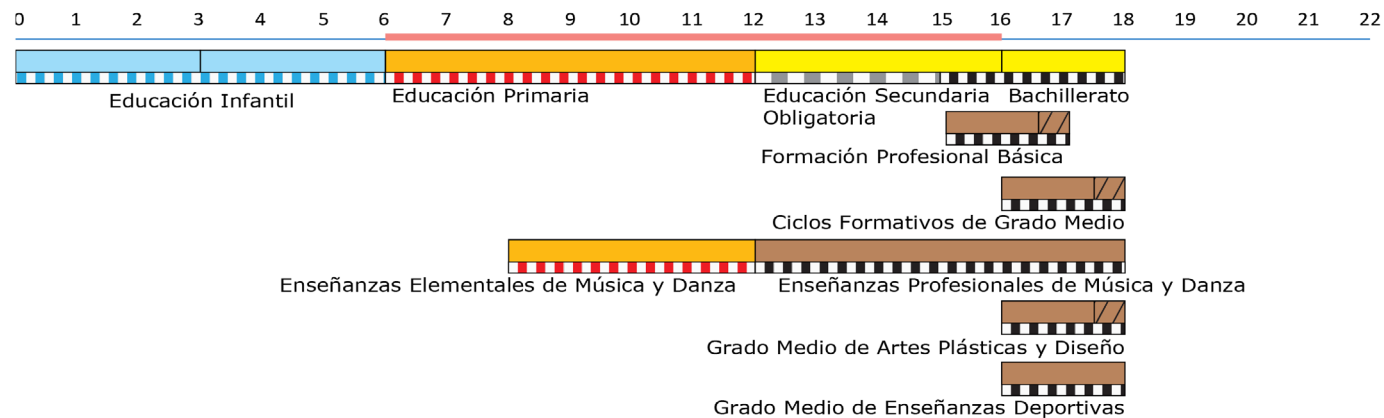 0 1 2 3 4 5 6 7 8 9 10 11 12 13 14 15 16 17 18 19 20 21 22
Educación Infantil
Educación Primaria
Educación Secundaria
Obligatoria
Bachillerato
Formación Profesional Básica
Ciclos Formativos de Grado Medio
Enseñanzas Elementales de Música y Danza
Enseñanzas Profesionales de Música y Danza
Grado Medio de Artes Plásticas y Diseño
Grado Medio de Enseñanzas Deportivas